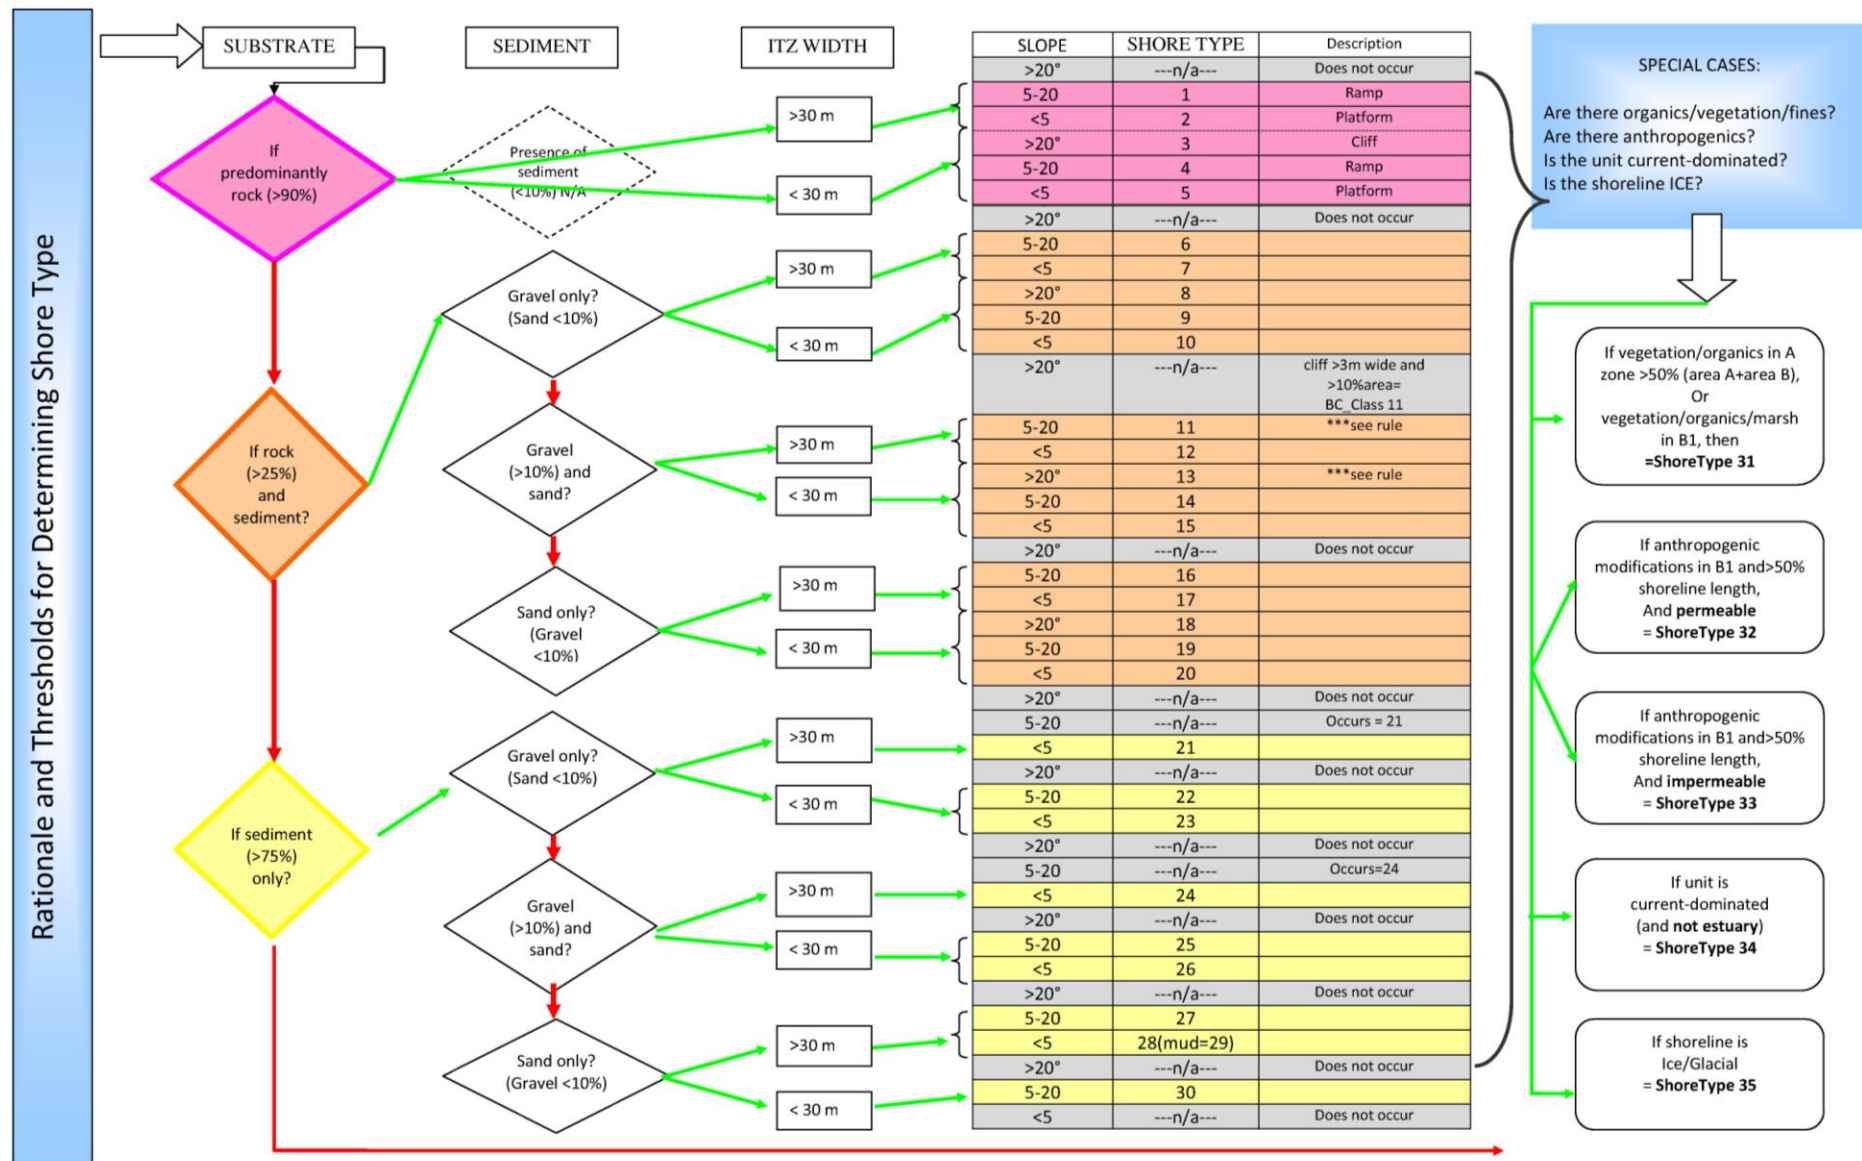 Rationale and Thresholds for Determining Shore Type
SUBSTRATE
SEDIMENT
ITZ WIDTH
If
predominantly
rock (>90%)
Presence of
sediment
(<10%) N/A
>30 m
< 30 m
If rock
(>25%)
and
sediment?
Gravel only?
(Sand <10%)
>30 m
< 30 m
Gravel
(>10%) and
sand?
>30 m
< 30 m
Sand only?
(Gravel
<10%)
>30 m
< 30 m
If sediment
(>75%)
only?
Gravel only?
(Sand <10%)
>30 m
< 30 m
Gravel
(>10%) and
sand?
>30 m
< 30 m
Sand only?
(Gravel <10%)
>30 m
< 30 m
SLOPE SHORE TYPE Description
>20° ---n/a--- Does not occur
5-20 1 Ramp
<5 2 Platform
>20° 3 Cliff
5-20 4 Ramp
<5 5 Platform
>20° ---n/a--- Does not occur
5-20 6
<5 7
>20° 8
5-20 9
<5 10
>20° ---n/a--- cliff >3m wide and
>10%area=
BC_Class 11
5-20 11 ***see rule
<5 12
>20° 13 ***see rule
5-20 14
<5 15
>20° ---n/a--- Does not occur
5-20 16
<5 17
>20° 18
5-20 19
<5 20
>20° ---n/a--- Does not occur
5-20 ---n/a--- Occurs = 21
<5 21
>20° ---n/a--- Does not occur
5-20 22
<5 23
>20° ---n/a--- Does not occur
5-20 ---n/a--- Occurs=24
<5 24
>20° ---n/a--- Does not occur
5-20 25
<5 26
>20° ---n/a--- Does not occur
5-20 27
<5 28(mud=29)
>20° ---n/a--- Does not occur
5-20 30
<5 ---n/a--- Does not occur
SPECIAL CASES:
Are there organics/vegetation/fines?
Are there anthropogenics?
Is the unit current-dominated?
Is the shoreline ICE?
If vegetation/organics in A
zone >50% (area A+area B),
Or
vegetation/organics/marsh
in B1, then
=ShoreType 31
If anthropogenic
modifications in B1 and>50%
shoreline length,
And permeable
= ShoreType 32
If anthropogenic
modifications in B1 and>50%
shoreline length,
And impermeable
= ShoreType 33
If unit is
current-dominated
(and not estuary)
= ShoreType 34
If shoreline is
Ice/Glacial
= ShoreType 35